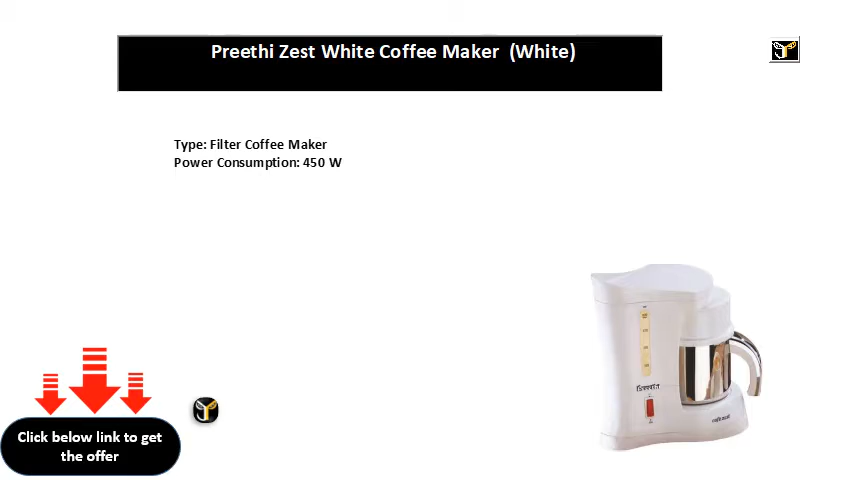 Preethi Zest White Coffee Maker (White)
Type: Filter Coffee Maker
Power Consumption: 450 W
Click below link to get
the offer